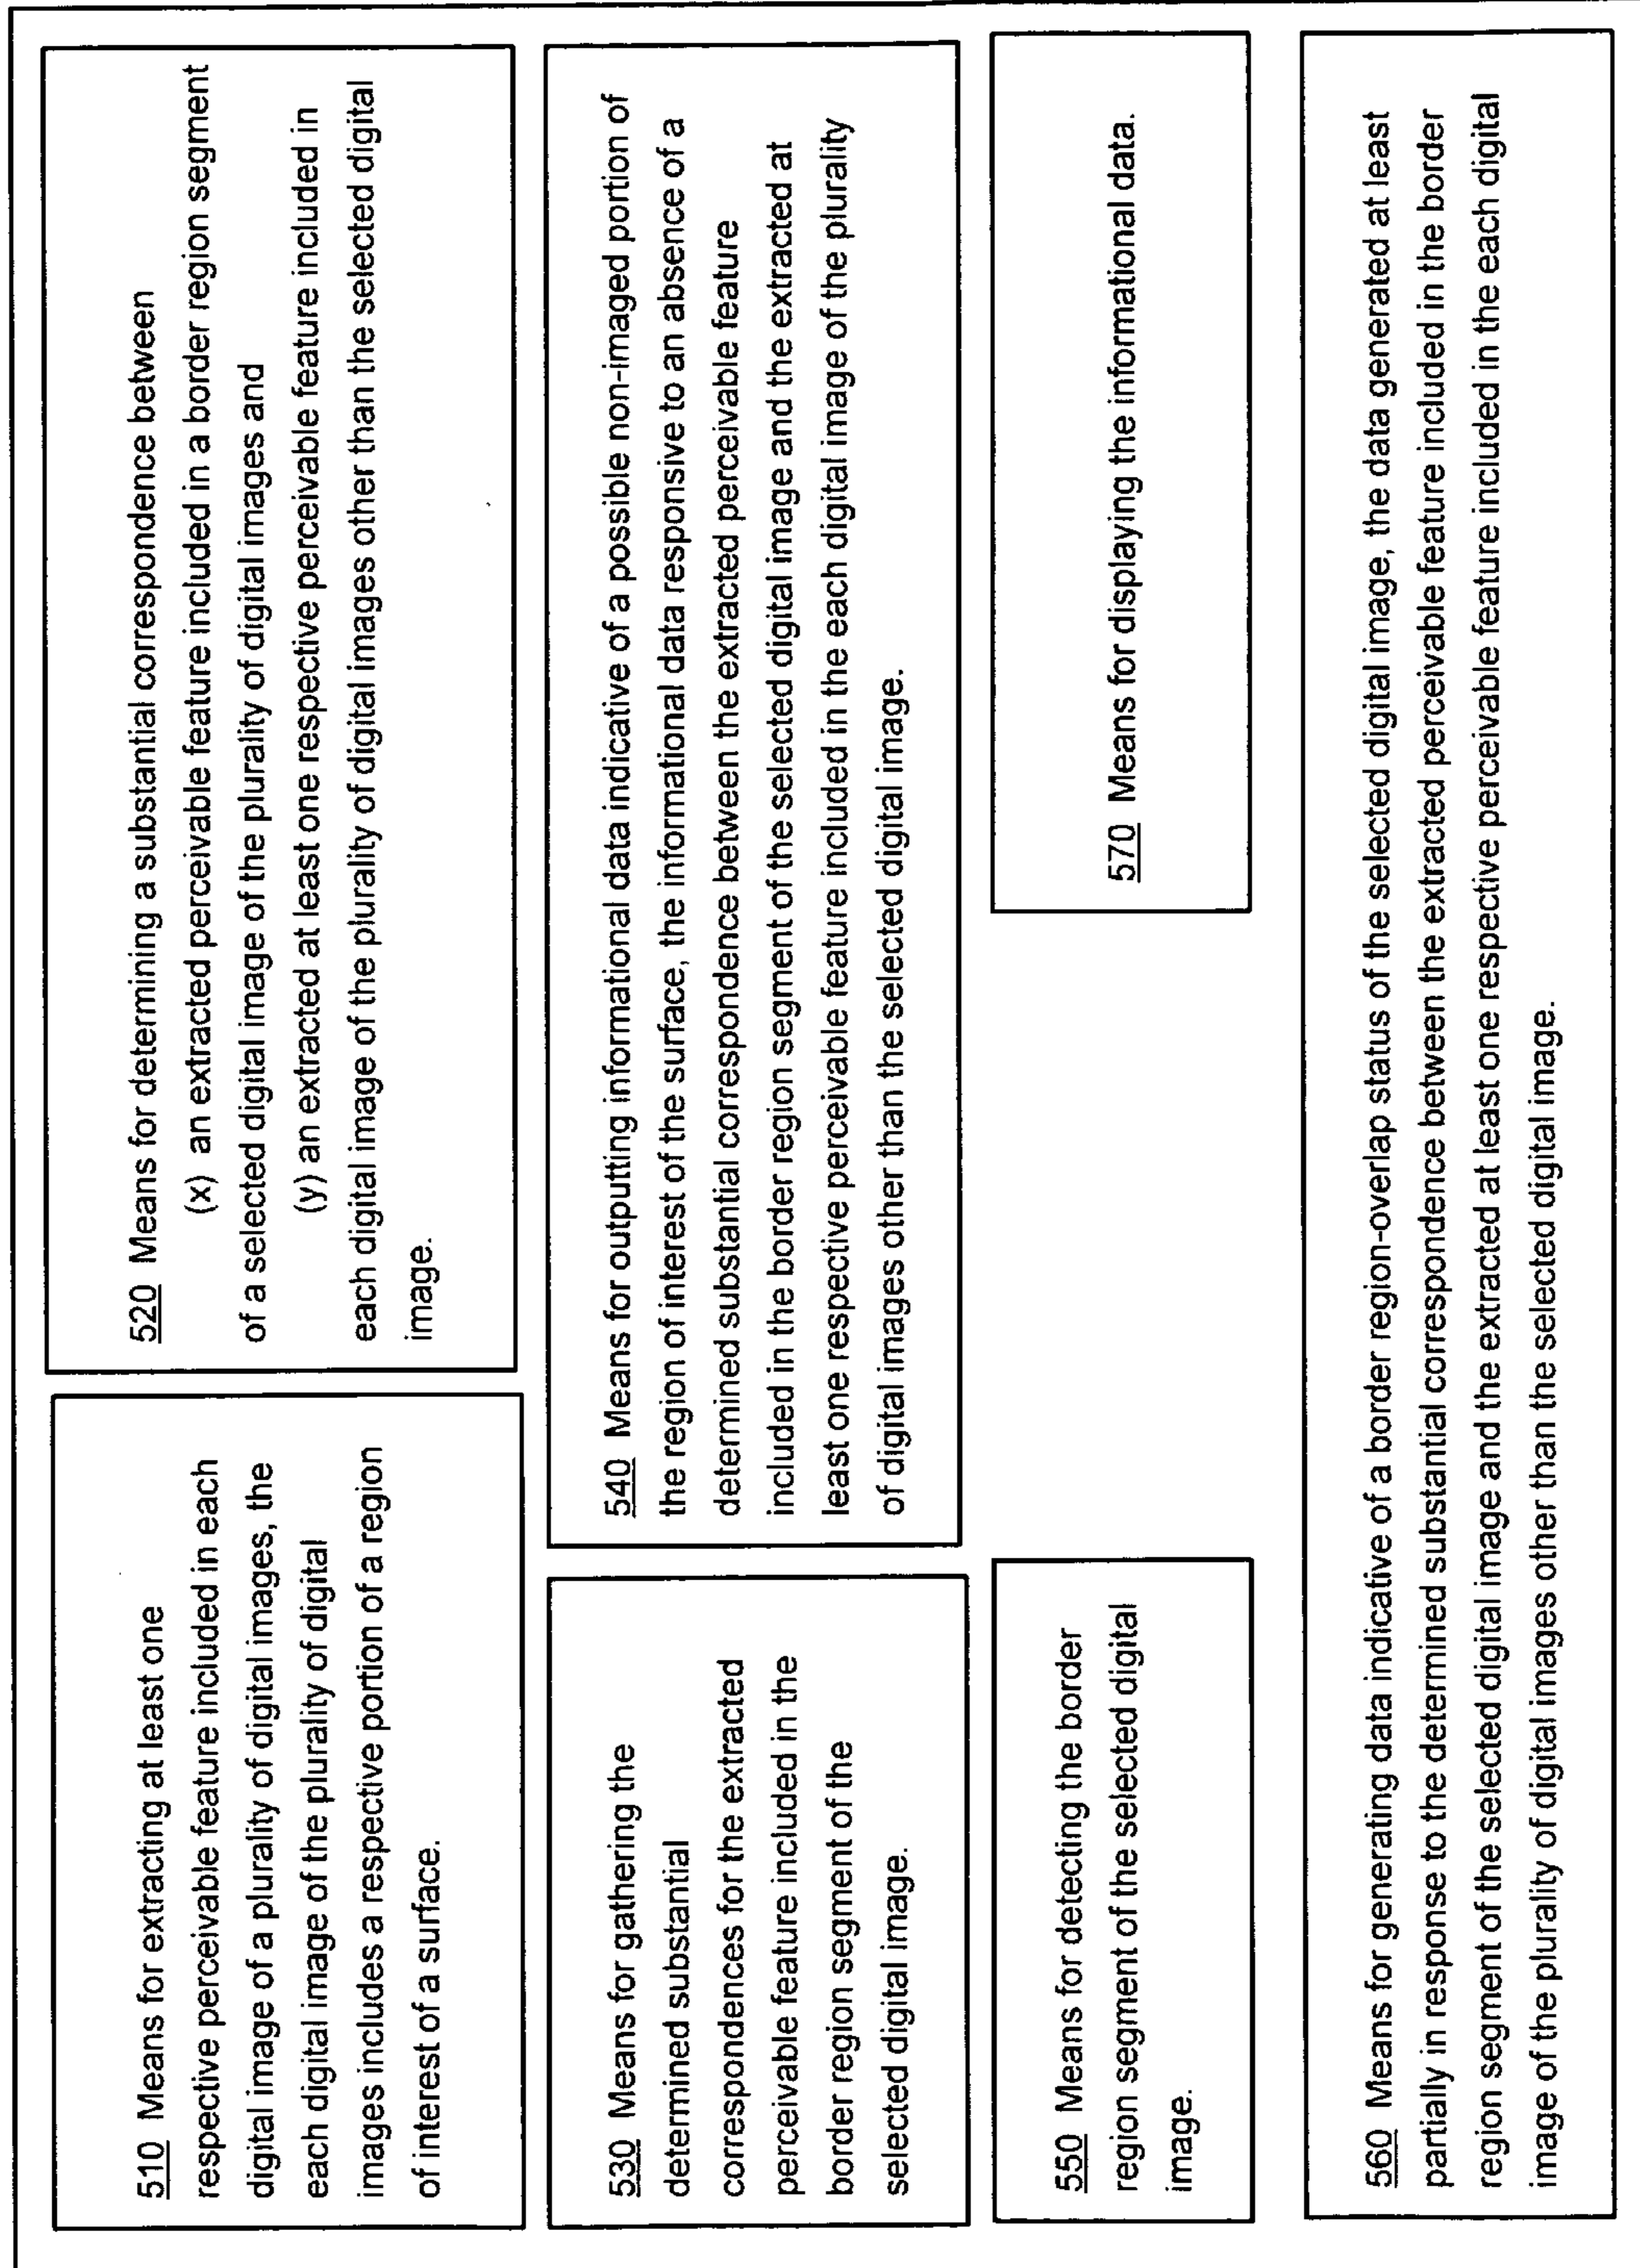 510 Means for extracting at least one
respective perceivable feature included in each
digital image of a plurality of digital images, the
each digital image of the plurality of digital
images includes a respective portion of a region
of interest of a surface.
520 Means for determining a substantial correspondence between
(x) an extracted perceivable feature included in a border region segment
of a selected digital image of the plurality of digital images and
(y) an extracted at least one respective perceivable feature included in
each digital image of the plurality of digital images other than the selected digital
image.
530 Means for gathering the
determined substantial
correspondences for the extracted
perceivable feature included in the
border region segment of the
selected digital image.
540 Means for outputing informational data indicative of a possible non-imaged portion of
the region of interest of the surface, the informational data responsive to an absence of a
determined substantial correspondence between the extracted perceivable feature
included in the border region segment of the selected digital image and the extracted at
least one respective perceivable feature included in the each digital image of the plurality
of digital images other than the selected digital image.
550 Means for detecting the border
region segment of the selected digital
image.
570 Means for displaying the informational data.
560 Means for generating data indicative of a border region-overlap status of the selected digital image, the data generated at least
partially in response to the determined substantial correspondence between the extracted perceivable feature included in the border
region segment of the selected digital image and the extracted at least one respective perceivable feature included in the each digital
image of the plurality of digital images other than the selected digital image.